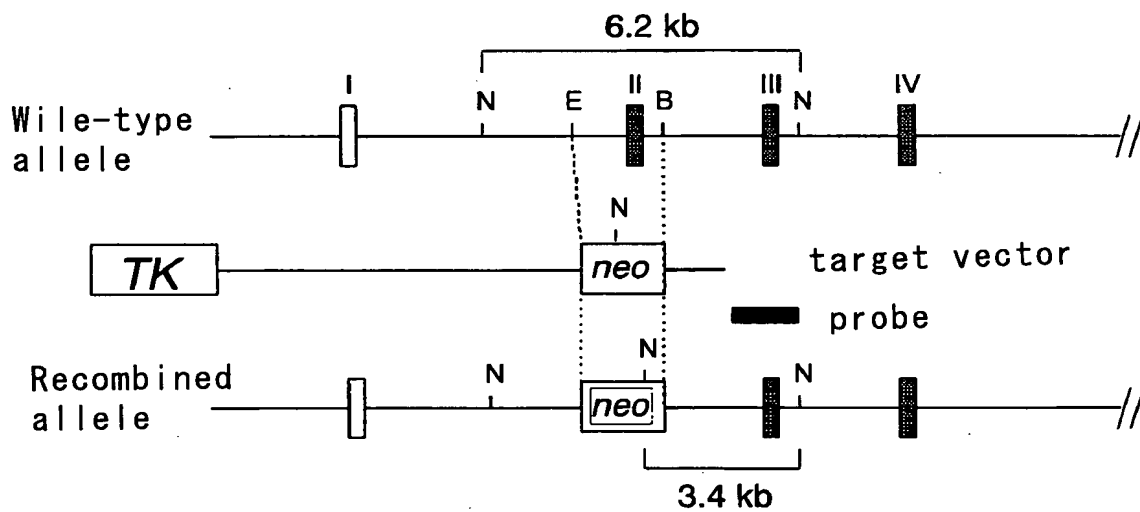 6.2 kb
I N E II B III N IV
Wile-type
allele
N
TK neo target vector
probe
N
Recombined N N
allele neo
3.4 kb